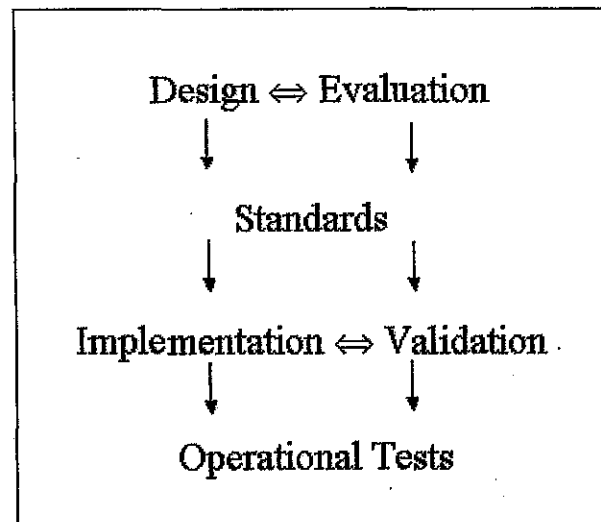 Design ⇔ Evaluation
Standards
Implementation ⇔ Validation
Operational Tests